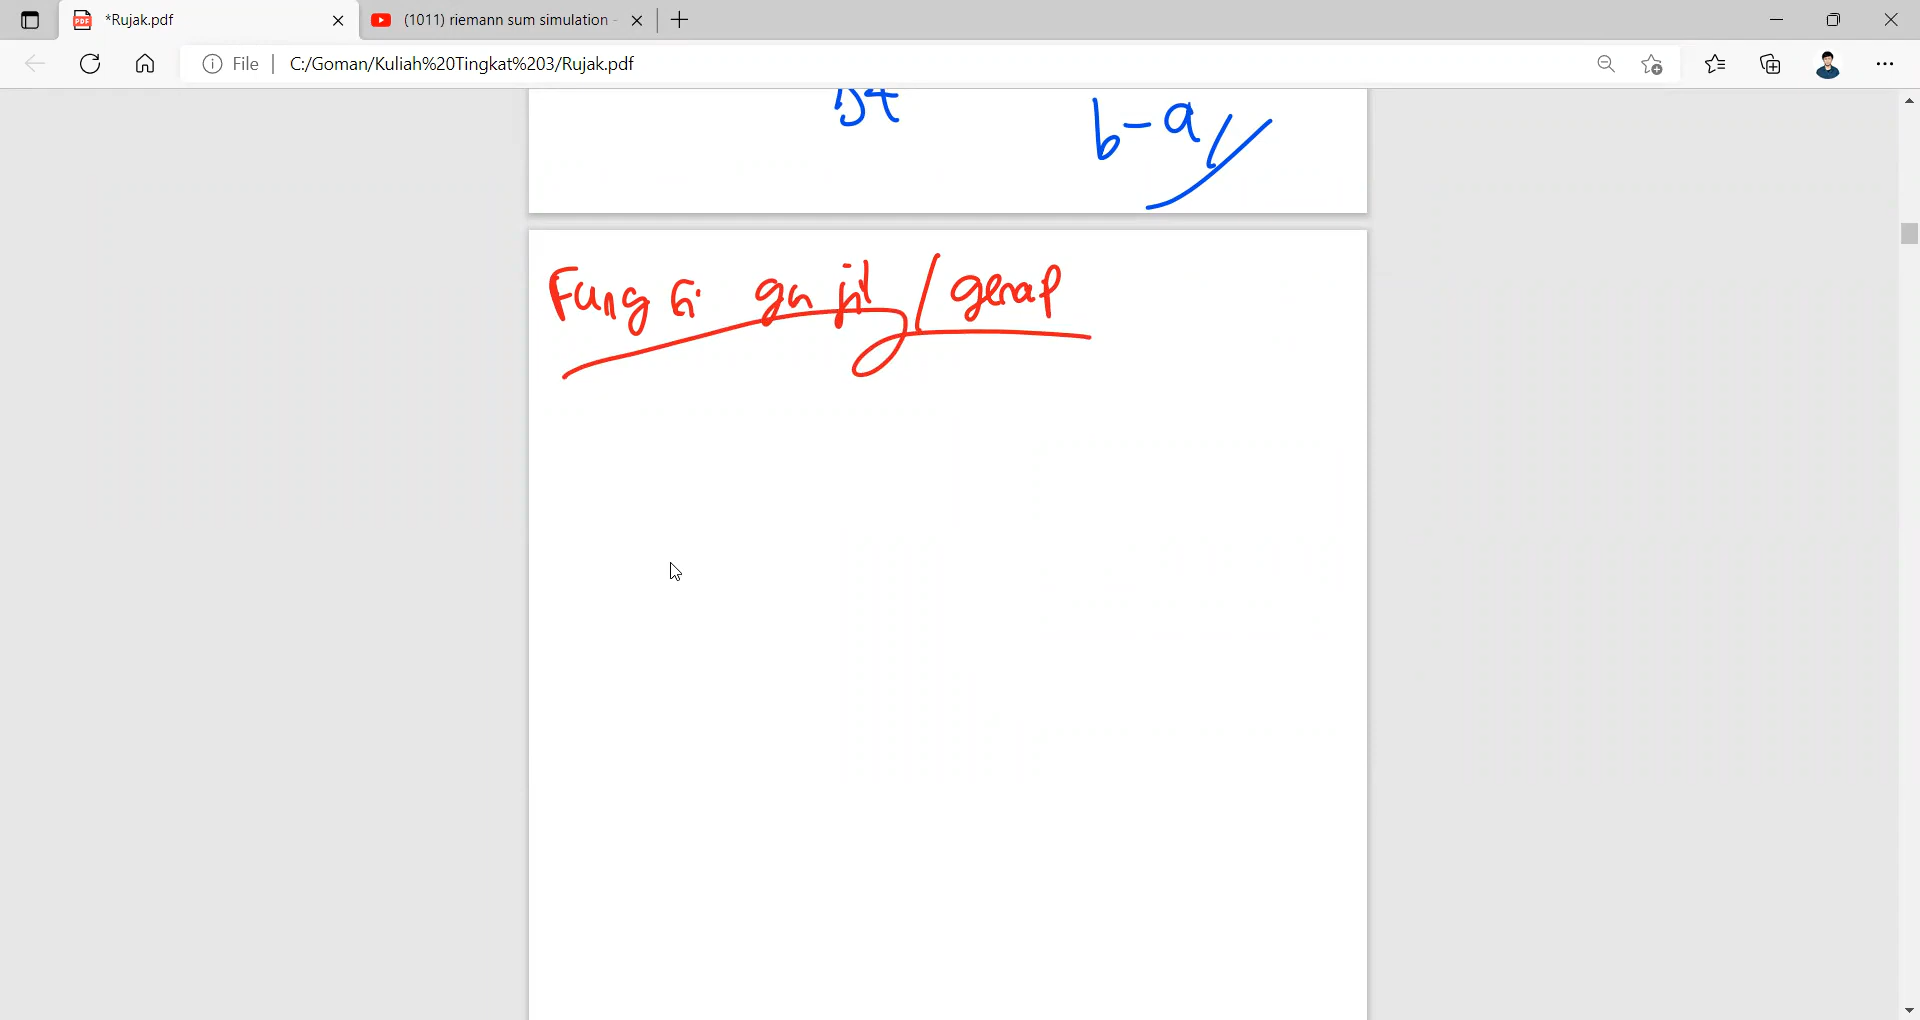 *Rujak.pdf
(1011) riemann sum simulation -
File
C:/Goman/Kuliah%20Tingkat%203/Rujak.pdf
b-a
Fungsi ganjil / genap